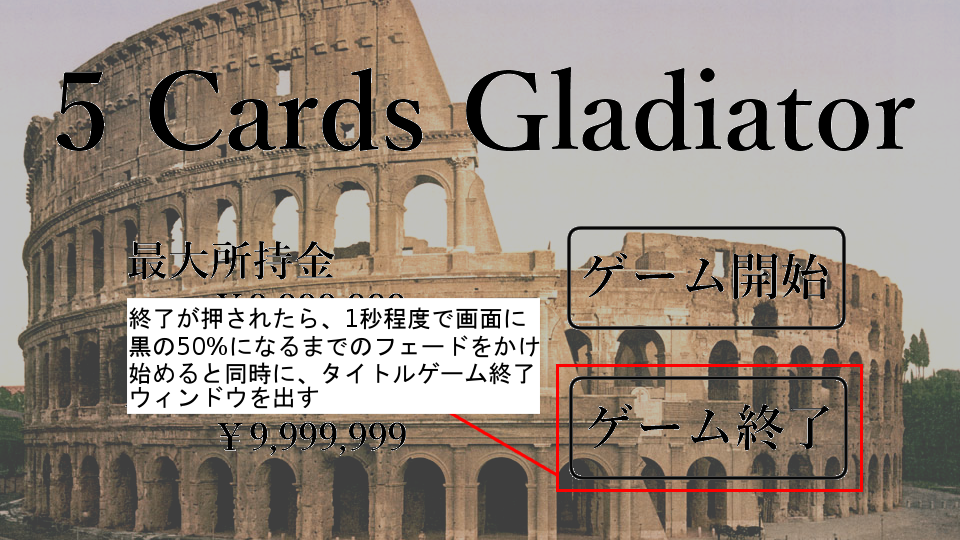 5 Cards Gladiator
最大所持金
ゲーム開始
終了が押されたら、1秒程度で画面に
黒の50%になるまでのフェードをかけ
始めると同時に、タイトルゲーム終了
ウィンドウを出す
ゲーム終了
¥9,999,999